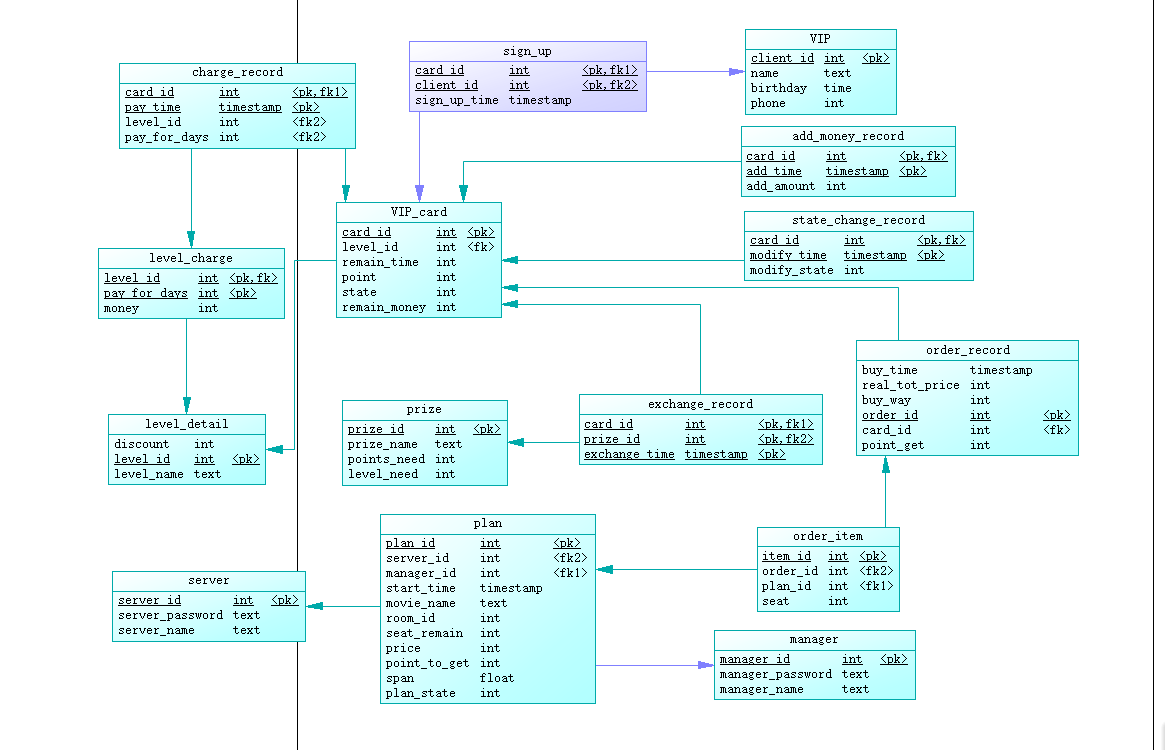 sign_up
card_id int <pk,fk1>
client_id int <pk,fk2>
sign_up_time timestamp
VIP
client_id int <pk>
name text
birthday time
phone int
charge_record
card_id int <pk,fk1>
pay_time timestamp <pk>
level_id int <fk2>
pay_for_days int <fk2>
add_money_record
card_id int <pk,fk>
add_time timestamp <pk>
add_amount int
VIP_card
card_id int <pk>
level_id int <fk>
remain_time int
point int
state int
remain_money int
state_change_record
card_id int <pk,fk>
modify_time timestamp <pk>
modify_state int
level_charge
level_id int <pk,fk>
pay_for_days int <pk>
money int
order_record
buy_time timestamp
real_tot_price int
buy_way int
order_id int <pk>
card_id int <fk>
point_get int
level_detail
discount int
level_id int <pk>
level_name text
prize
prize_id int <pk>
prize_name text
points_need int
level_need int
exchange_record
card_id int <pk,fk1>
prize_id int <pk,fk2>
exchange_time timestamp <pk>
plan
plan_id int <pk>
server_id int <fk2>
manager_id int <fk1>
start_time timestamp
movie_name text
room_id int
seat_remain int
price int
point_to_get int
span float
plan_state int
order_item
item_id int <pk>
order_id int <fk2>
plan_id int <fk1>
seat int
server
server_id int <pk>
server_password text
server_name text
manager
manager_id int <pk>
manager_password text
manager_name text